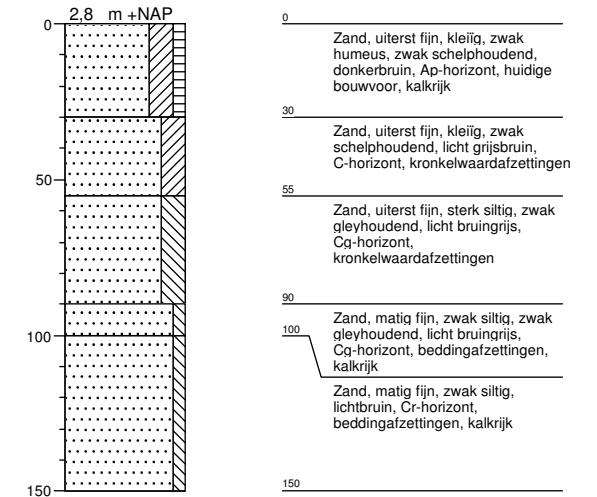 2,8 m +NAP
0
50
100
150
0
Zand, uiterst fijn, kleiïg, zwak
humeus, zwak schelphoudend,
donkerbruin, Ap-horizont, huidige
bouwvoor, kalkrijk
30
Zand, uiterst fijn, kleiïg, zwak
schelphoudend, licht grijsbruin,
C-horizont, kronkelwaardafzettingen
55
Zand, uiterst fijn, sterk siltig, zwak
gleyhoudend, licht bruingrijs,
Cg-horizont,
kronkelwaardafzettingen
90
Zand, matig fijn, zwak siltig, zwak
gleyhoudend, licht bruingrijs,
Cg-horizont, beddingafzettingen,
kalkrijk
100
Zand, matig fijn, zwak siltig,
lichtbruin, Cr-horizont,
beddingafzettingen, kalkrijk
150